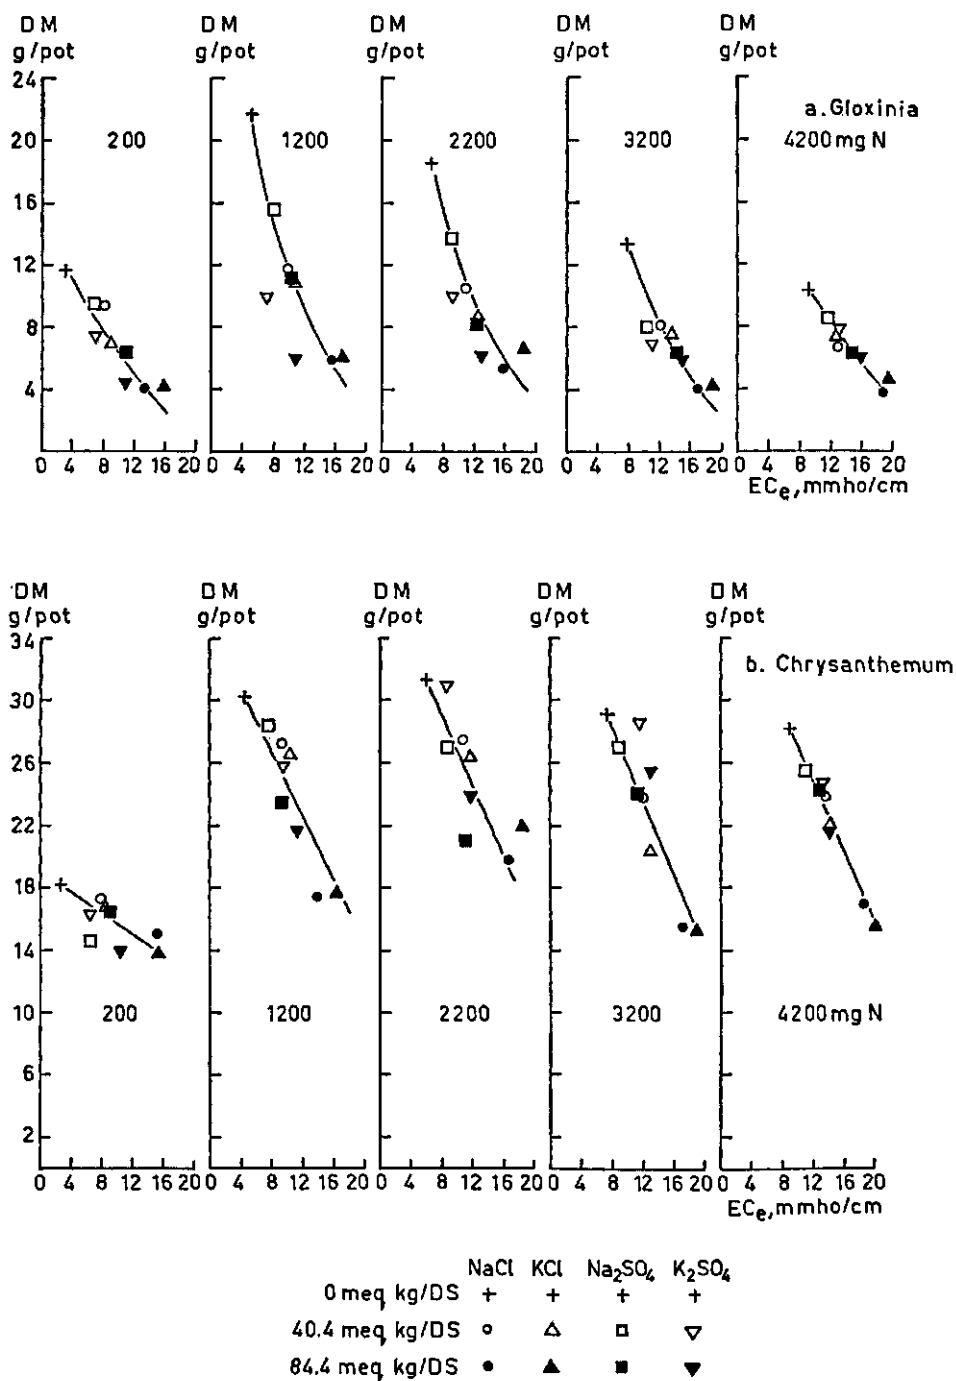 DM DM DM DM DM
g/pot g/pot g/pot g/pot g/pot
a. Gloxinia
200 1200 2200 3200 4200 mg N
24
20
16
12
8
4
0 4 8 12 16 20 0 4 8 12 16 20 0 4 8 12 16 20 0 4 8 12 16 20 0 4 8 12 16 20
ECe, mmho/cm
DM DM DM DM DM
g/pot g/pot g/pot g/pot g/pot
b. Chrysanthemum
34
30
26
22
18
14
10
6
2
200 1200 2200 3200 4200 mg N
0 4 8 12 16 20 0 4 8 12 16 20 0 4 8 12 16 20 0 4 8 12 16 20 0 4 8 12 16 20
ECe, mmho/cm
NaCl KCl Na₂SO₄ K₂SO₄
0 meq kg/DS + + + +
40.4 meq kg/DS ○ △ □ ▽
84.4 meq kg/DS ● ▲ ■ ▼